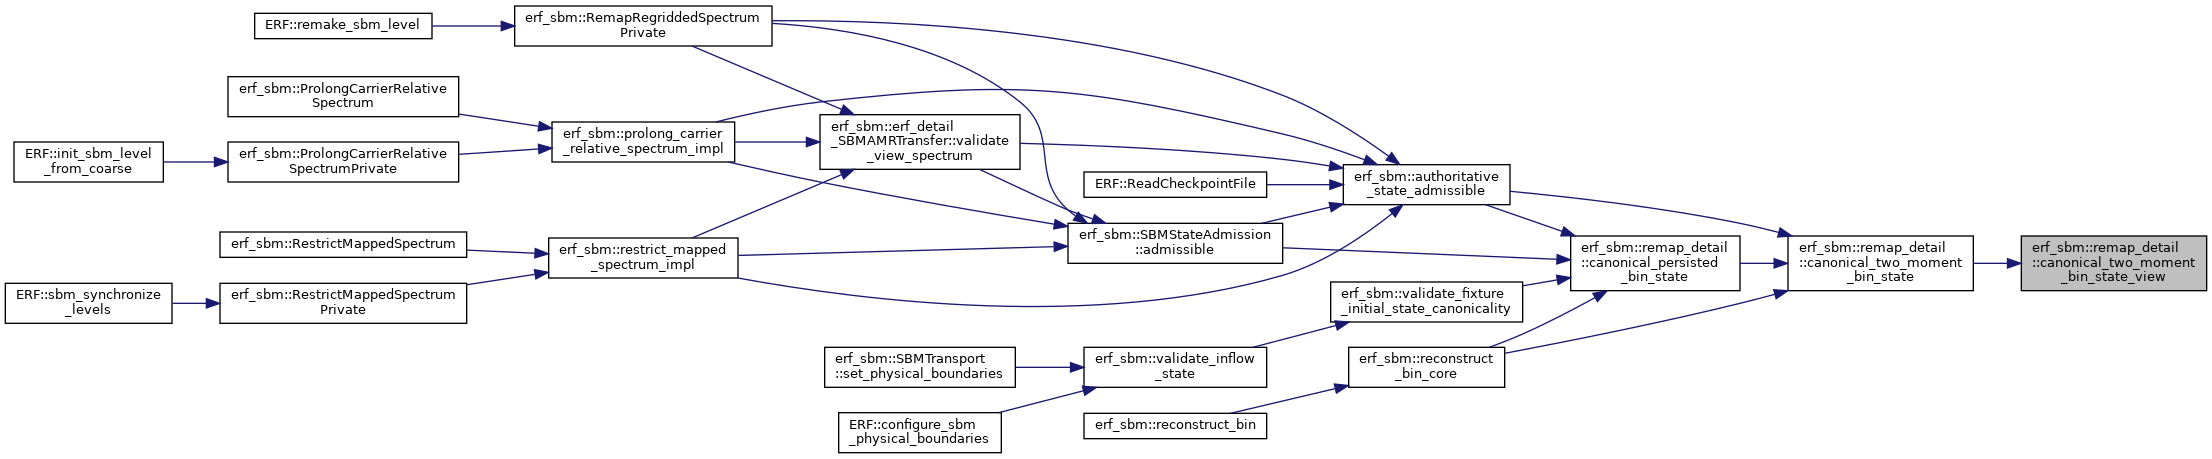 ERF::remake_sbm_level
erf_sbm::RemapRegriddedSpectrum
Private
erf_sbm::ProlongCarrierRelative
Spectrum
ERF::init_sbm_level
_from_coarse
erf_sbm::ProlongCarrierRelative
SpectrumPrivate
erf_sbm::prolong_carrier
_relative_spectrum_impl
erf_sbm::erf_detail
_SBMAMRTransfer::validate
_view_spectrum
ERF::ReadCheckpointFile
erf_sbm::authoritative
_state_admissible
erf_sbm::RestrictMappedSpectrum
ERF::sbm_synchronize
_levels
erf_sbm::RestrictMappedSpectrum
Private
erf_sbm::restrict_mapped
_spectrum_impl
erf_sbm::SBMStateAdmission
::admissible
erf_sbm::remap_detail
::canonical_persisted
_bin_state
erf_sbm::remap_detail
::canonical_two_moment
_bin_state
erf_sbm::remap_detail
::canonical_two_moment
_bin_state_view
erf_sbm::validate_fixture
_initial_state_canonicality
erf_sbm::SBMTransport
::set_physical_boundaries
erf_sbm::validate_inflow
_state
erf_sbm::reconstruct
_bin_core
ERF::configure_sbm
_physical_boundaries
erf_sbm::reconstruct_bin